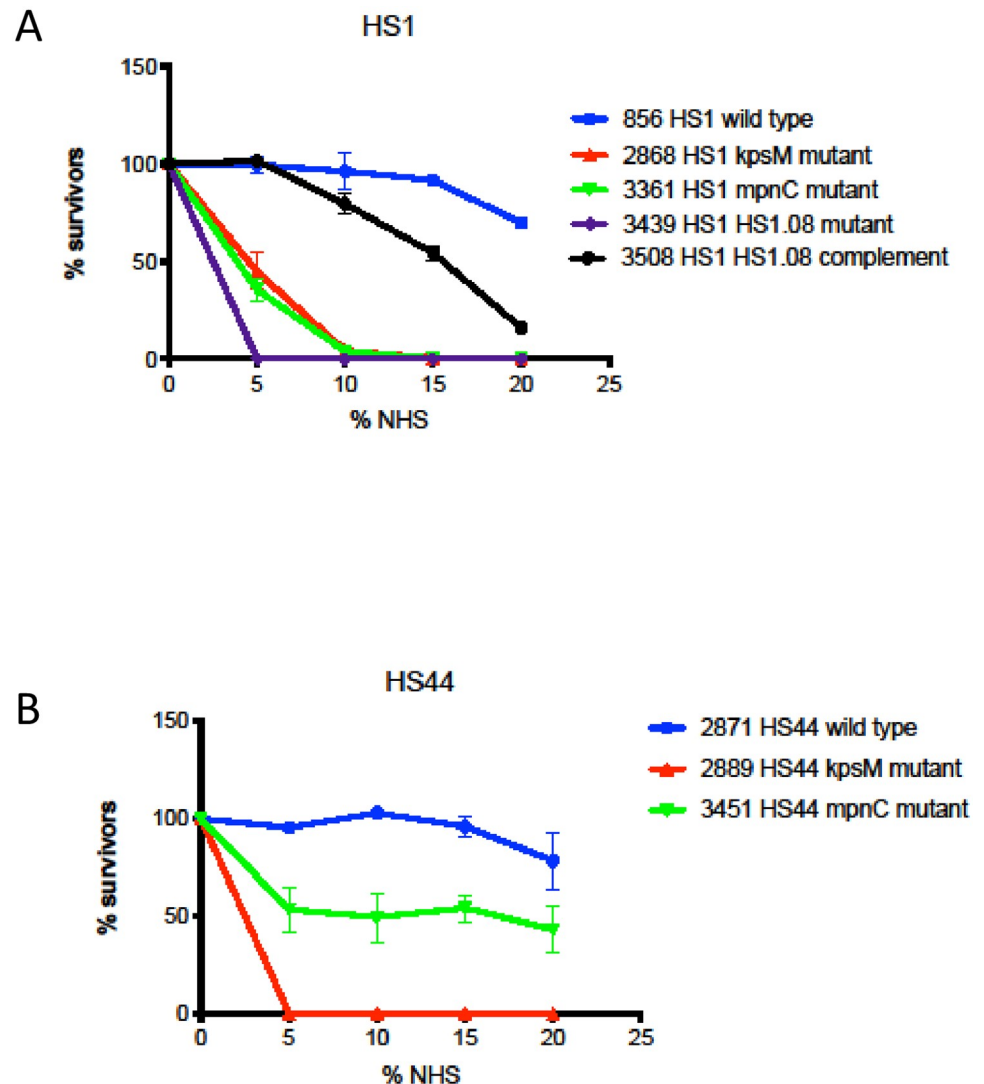 A
HS1
150
100
50
0
% survivors
0 5 10 15 20 25
% NHS
856 HS1 wild type
2868 HS1 kpsM mutant
3361 HS1 mpnC mutant
3439 HS1 HS1.08 mutant
3508 HS1 HS1.08 complement
B
HS44
150
100
50
0
% survivors
0 5 10 15 20 25
% NHS
2871 HS44 wild type
2889 HS44 kpsM mutant
3451 HS44 mpnC mutant